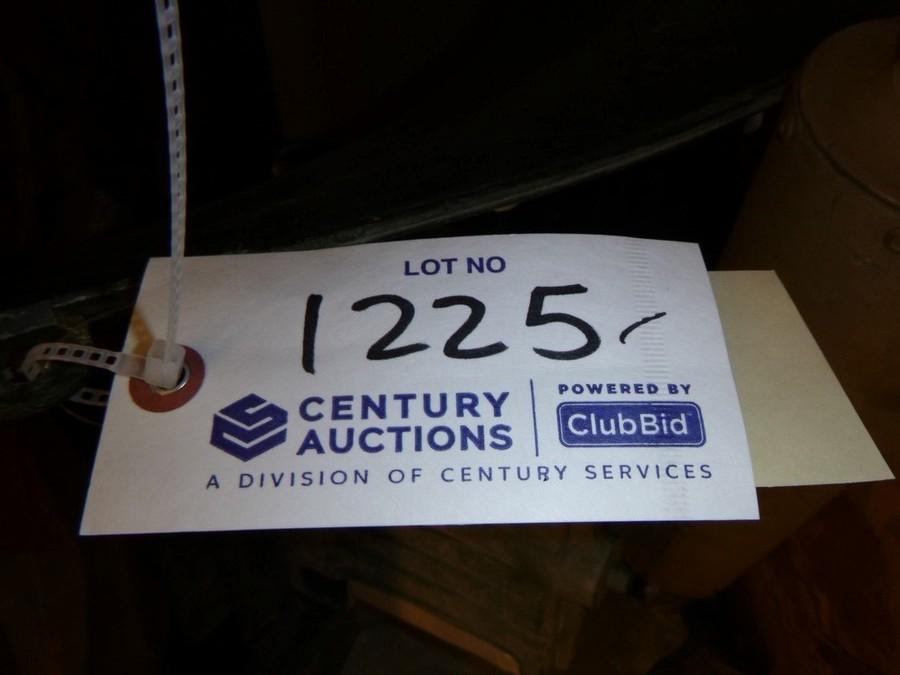 LOT NO
1225-
CENTURY AUCTIONS
POWERED BY
ClubBid
A DIVISION OF CENTURY SERVICES